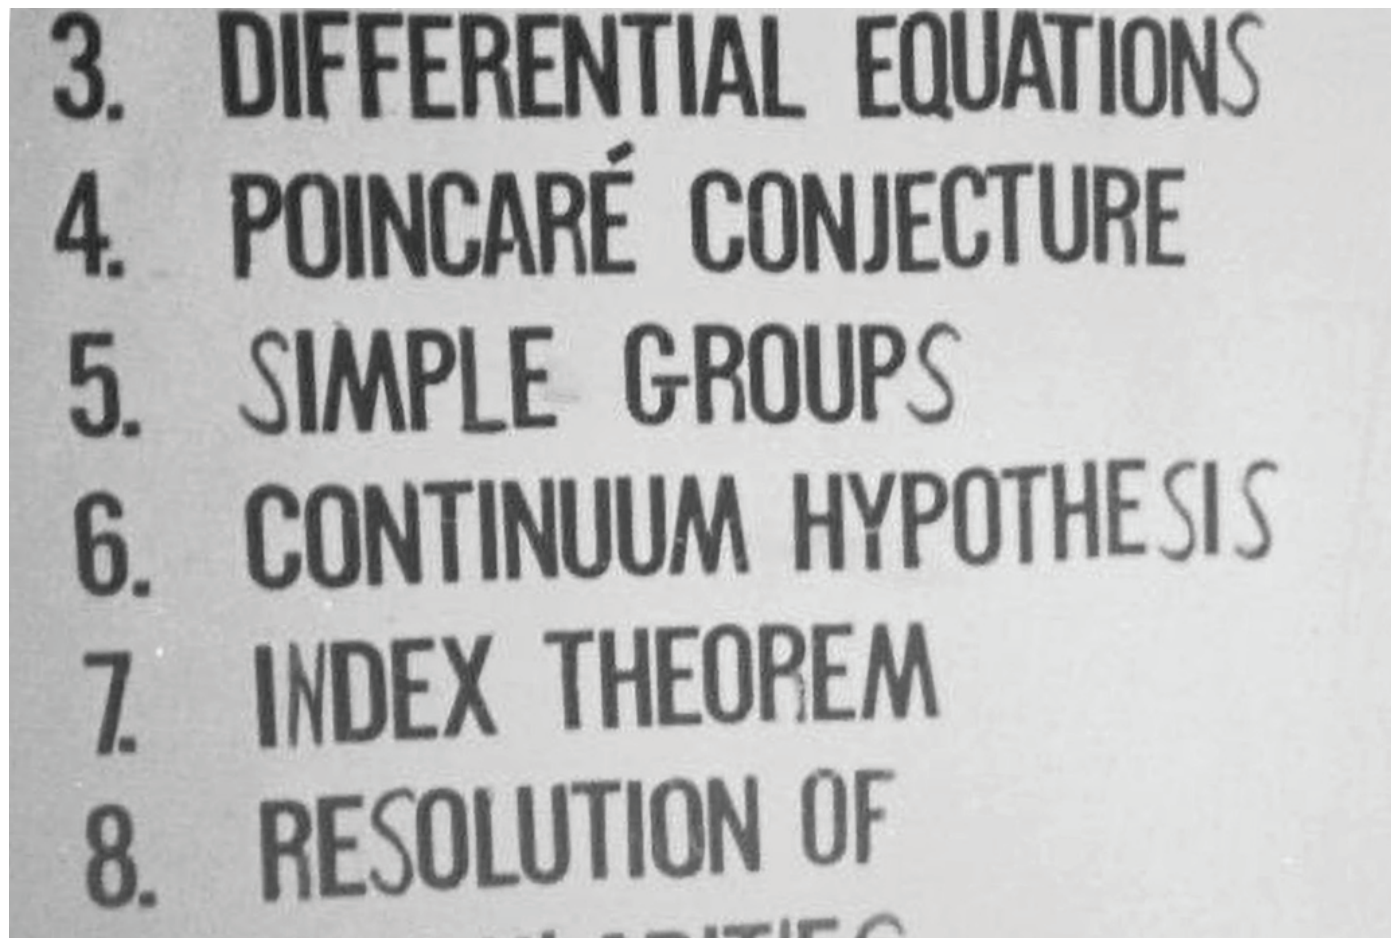 3. DIFFERENTIAL EQUATIONS
4. POINCARÉ CONJECTURE
5. SIMPLE GROUPS
6. CONTINUUM HYPOTHESIS
7. INDEX THEOREM
8. RESOLUTION OF